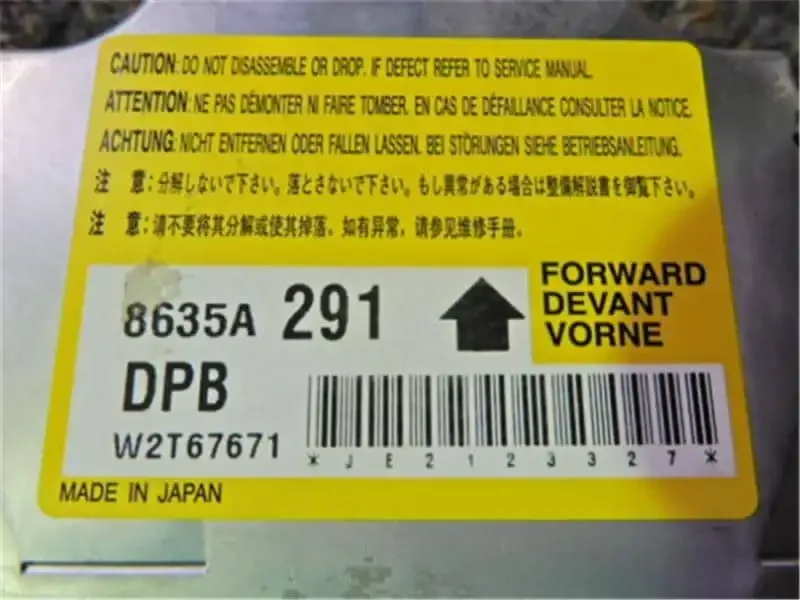 CAUTION: DO NOT DISASSEMBLE OR DROP. IF DEFECT REFER TO SERVICE MANUAL.
ATTENTION: NE PAS DÉMONTER NI FAIRE TOMBER. EN CAS DE DÉFAILLANCE CONSULTER LA NOTICE.
ACHTUNG: NICHT ENTFERNEN ODER FALLEN LASSEN. BEI STÖRUNGEN SIEHE BETRIEBSANLEITUNG.
注 意:分解しないで下さい。落とさないで下さい。もし異常がある場合は整備解説書を御覧下さい。
注 意:请不要将其分解或使其掉落。如有异常,请参见维修手册。
FORWARD
DEVANT
VORNE
8635A 291
DPB
W2T67671
*JE2123327*
MADE IN JAPAN